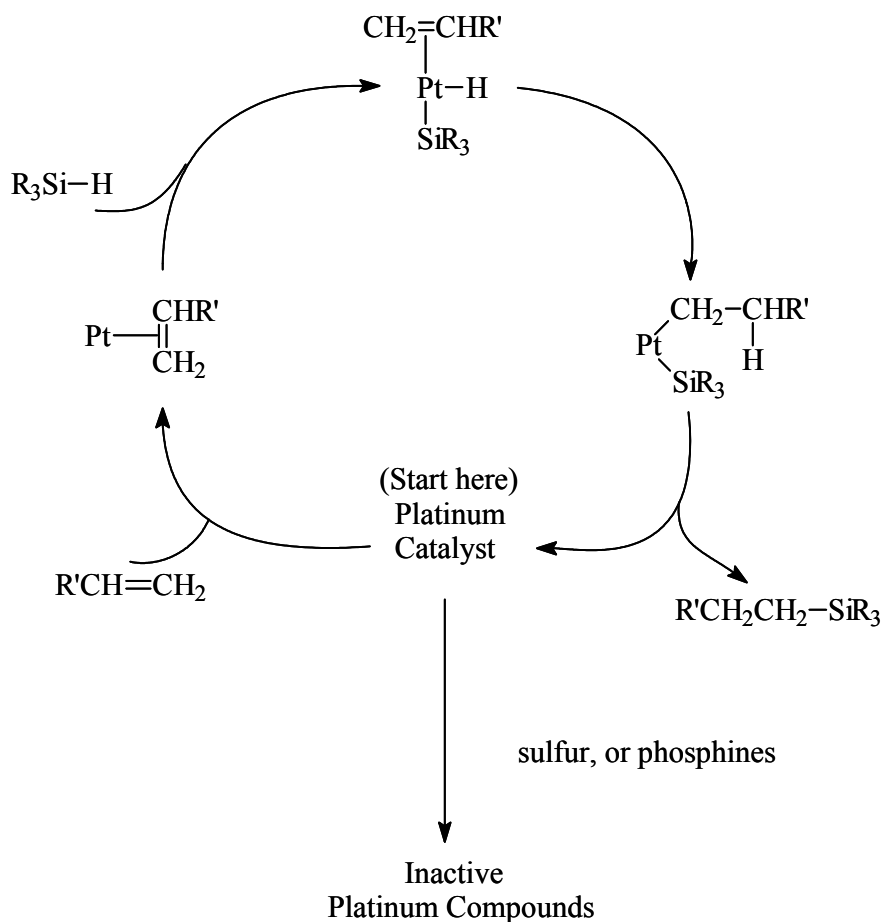 CH₂=CHR'
Pt–H
SiR₃
R₃Si–H
CHR'
Pt
CH₂
CH₂–CHR'
Pt
H
SiR₃
(Start here)
Platinum
Catalyst
R'CH=CH₂
R'CH₂CH₂–SiR₃
sulfur, or phosphines
Inactive
Platinum Compounds